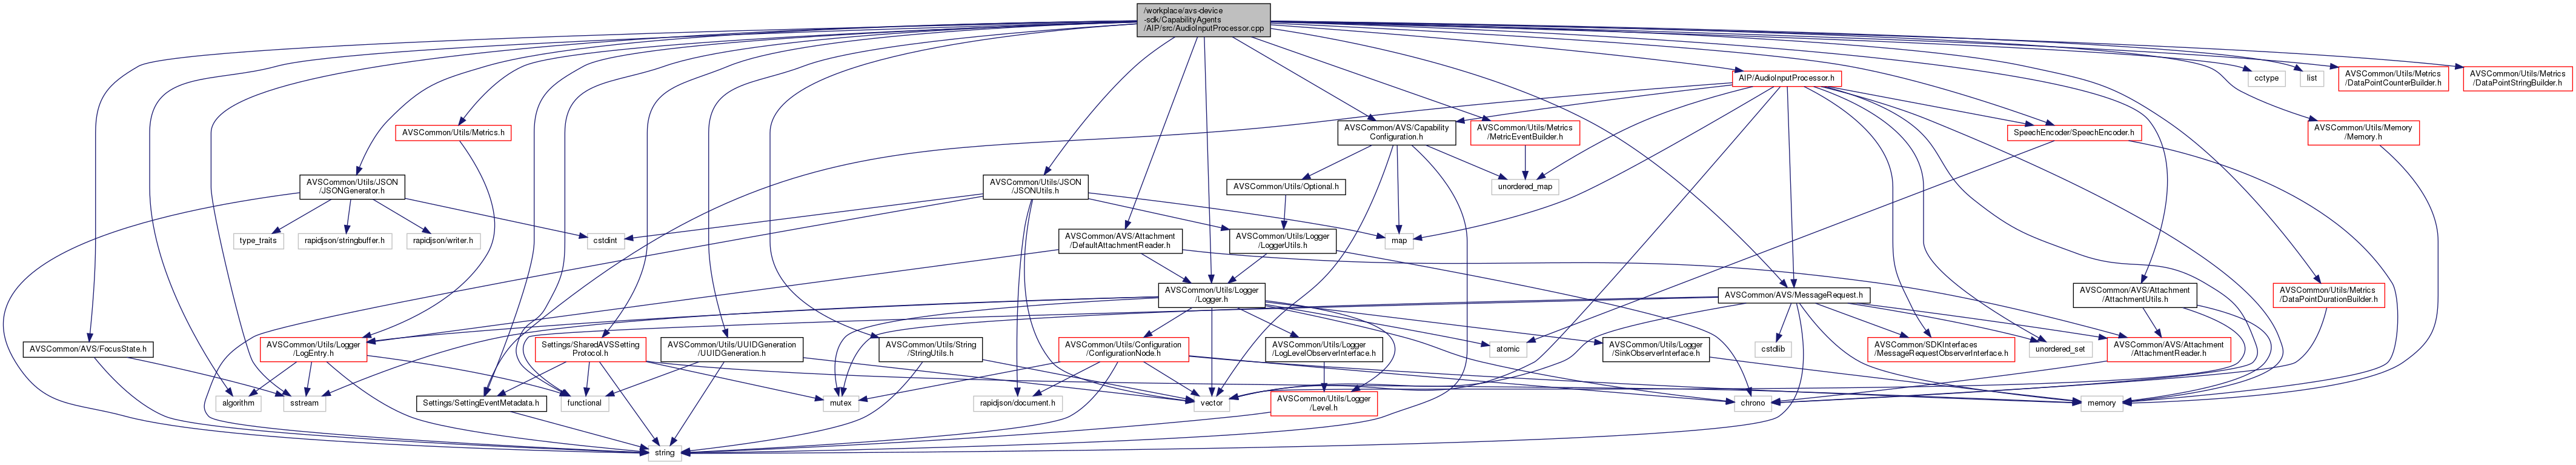 /workplace/avs-device
-sdk/CapabilityAgents
/AIP/src/AudioInputProcessor.cpp
AIP/AudioInputProcessor.h
cctype
list
AVSCommon/Utils/Metrics
/DataPointCounterBuilder.h
AVSCommon/Utils/Metrics
/DataPointStringBuilder.h
AVSCommon/Utils/Metrics.h
AVSCommon/AVS/Capability
Configuration.h
AVSCommon/Utils/Metrics
/MetricEventBuilder.h
SpeechEncoder/SpeechEncoder.h
AVSCommon/Utils/Memory
/Memory.h
AVSCommon/Utils/JSON
/JSONGenerator.h
AVSCommon/Utils/JSON
/JSONUtils.h
AVSCommon/Utils/Optional.h
unordered_map
type_traits
rapidjson/stringbuffer.h
rapidjson/writer.h
cstdint
AVSCommon/AVS/Attachment
/DefaultAttachmentReader.h
AVSCommon/Utils/Logger
/LoggerUtils.h
map
AVSCommon/Utils/Logger
/Logger.h
AVSCommon/AVS/MessageRequest.h
AVSCommon/AVS/Attachment
/AttachmentUtils.h
AVSCommon/Utils/Metrics
/DataPointDurationBuilder.h
AVSCommon/AVS/FocusState.h
AVSCommon/Utils/Logger
/LogEntry.h
Settings/SharedAVSSetting
Protocol.h
AVSCommon/Utils/UUIDGeneration
/UUIDGeneration.h
AVSCommon/Utils/String
/StringUtils.h
AVSCommon/Utils/Configuration
/ConfigurationNode.h
AVSCommon/Utils/Logger
/LogLevelObserverInterface.h
atomic
AVSCommon/Utils/Logger
/SinkObserverInterface.h
cstdlib
AVSCommon/SDKInterfaces
/MessageRequestObserverInterface.h
unordered_set
AVSCommon/AVS/Attachment
/AttachmentReader.h
algorithm
sstream
Settings/SettingEventMetadata.h
functional
mutex
rapidjson/document.h
vector
AVSCommon/Utils/Logger
/Level.h
chrono
memory
string